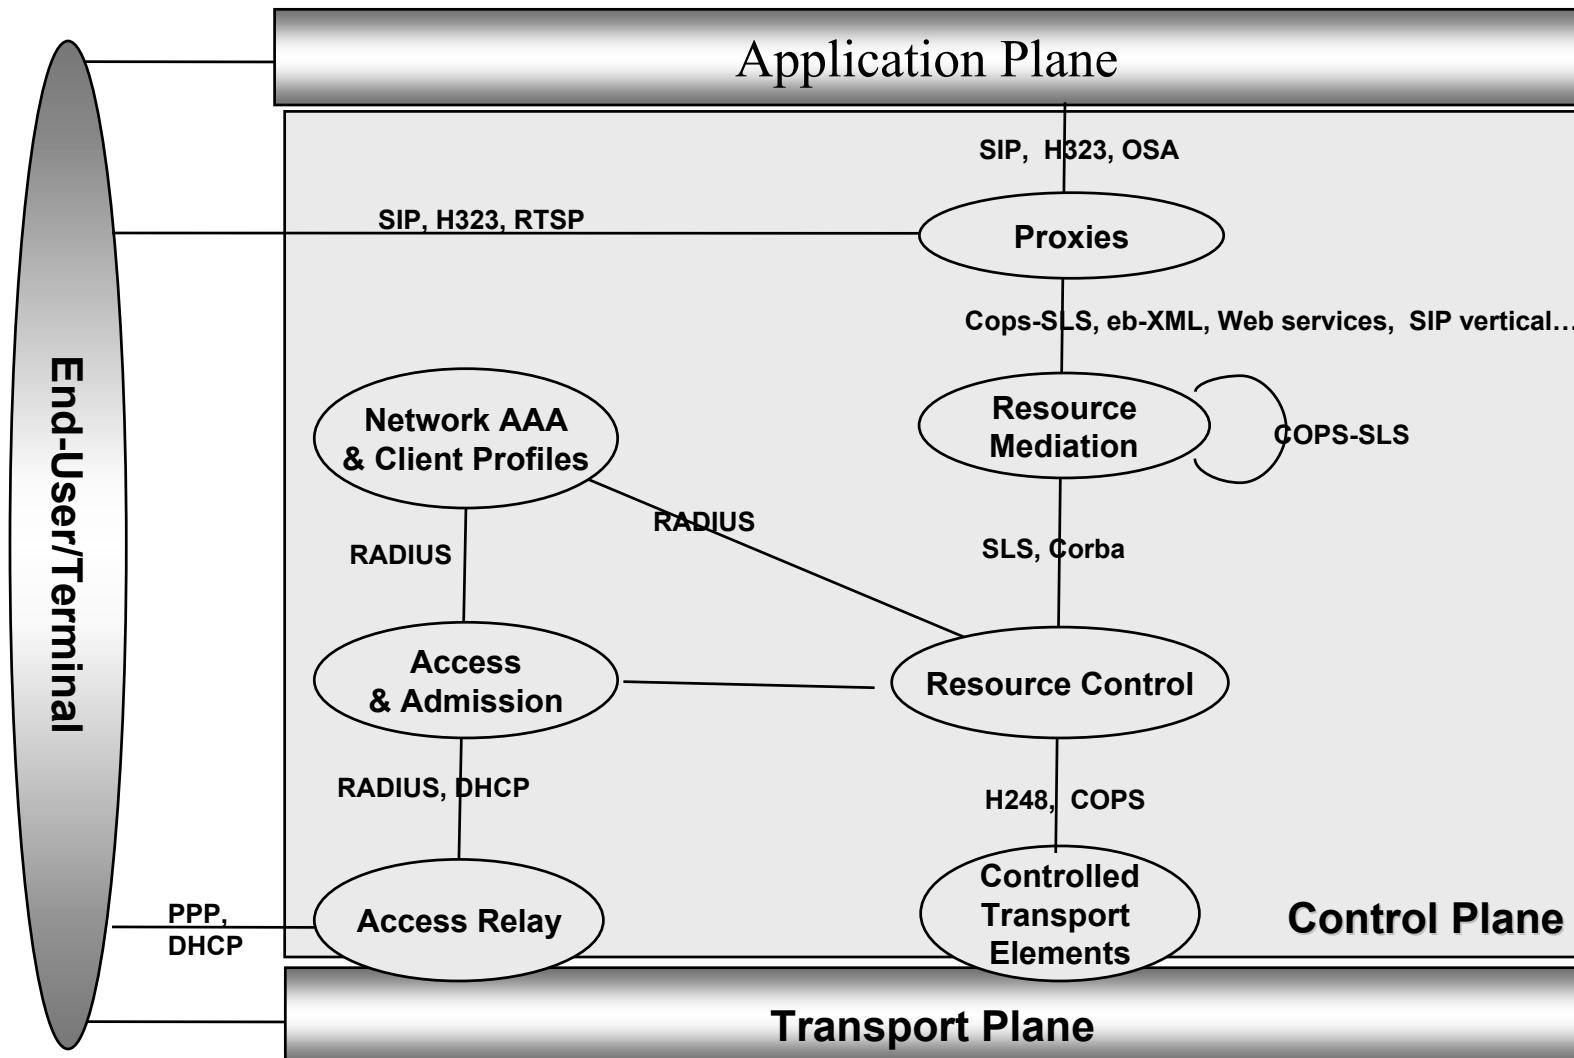 Application Plane
SIP, H323, OSA
SIP, H323, RTSP
Proxies
Cops-SLS, eb-XML, Web services, SIP vertical…
End-User/Terminal
Network AAA
& Client Profiles
Resource
Mediation
COPS-SLS
RADIUS
RADIUS
SLS, Corba
Access
& Admission
Resource Control
RADIUS, DHCP
H248, COPS
PPP,
DHCP
Access Relay
Controlled
Transport
Elements
Control Plane
Transport Plane